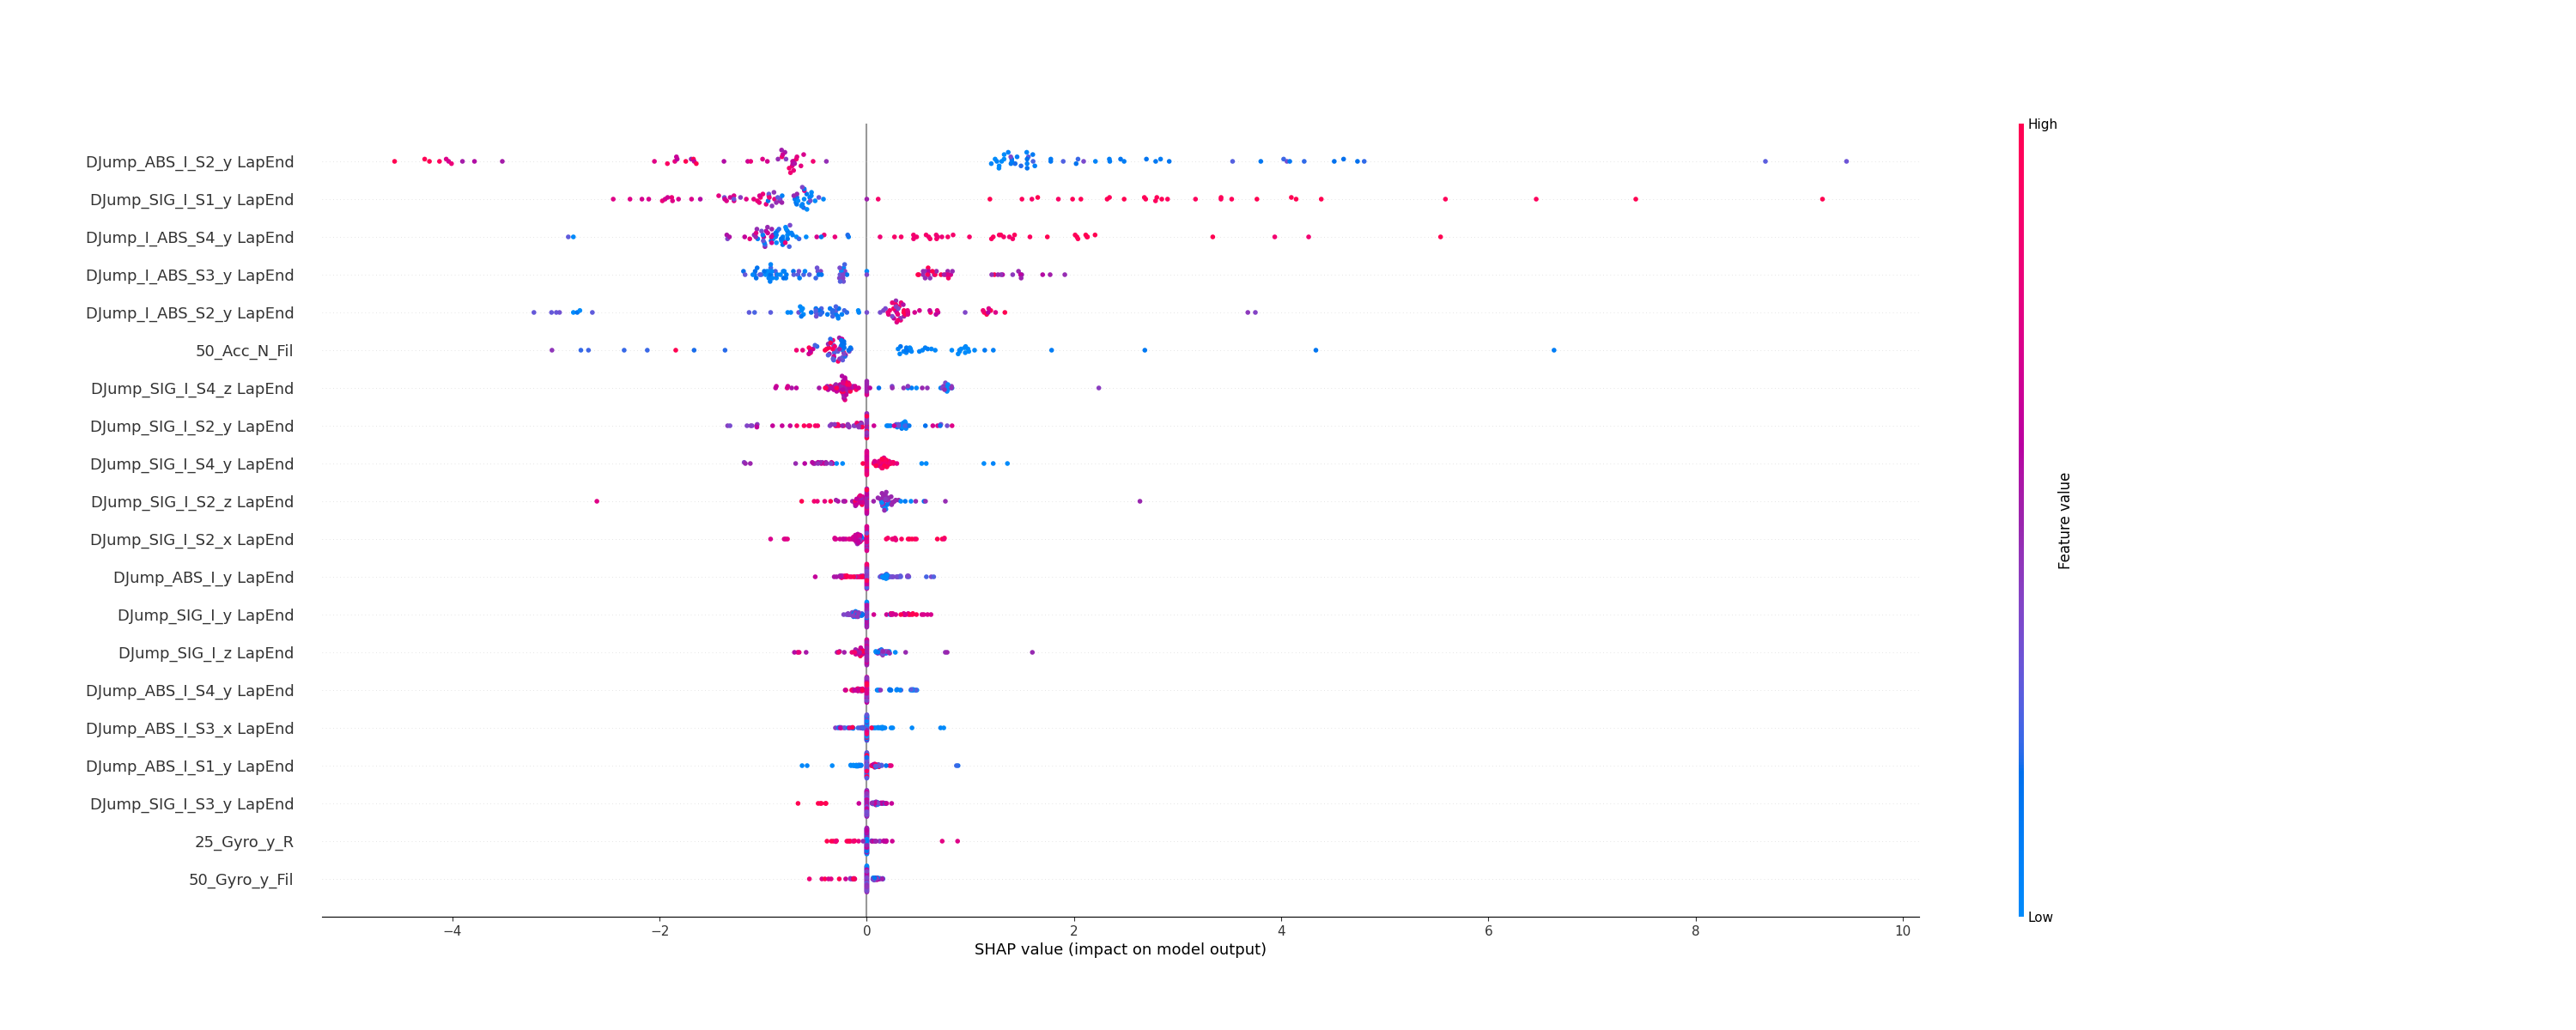 High
DJump_ABS_I_S2_y LapEnd
DJump_SIG_I_S1_y LapEnd
DJump_I_ABS_S4_y LapEnd
DJump_I_ABS_S3_y LapEnd
DJump_I_ABS_S2_y LapEnd
50_Acc_N_Fil
DJump_SIG_I_S4_z LapEnd
DJump_SIG_I_S2_y LapEnd
DJump_SIG_I_S4_y LapEnd
DJump_SIG_I_S2_z LapEnd
DJump_SIG_I_S2_x LapEnd
DJump_ABS_I_y LapEnd
DJump_SIG_I_y LapEnd
DJump_SIG_I_z LapEnd
DJump_ABS_I_S4_y LapEnd
DJump_ABS_I_S3_x LapEnd
DJump_ABS_I_S1_y LapEnd
DJump_SIG_I_S3_y LapEnd
25_Gyro_y_R
50_Gyro_y_Fil
Feature value
Low
−4 −2 0 2 4 6 8 10
SHAP value (impact on model output)